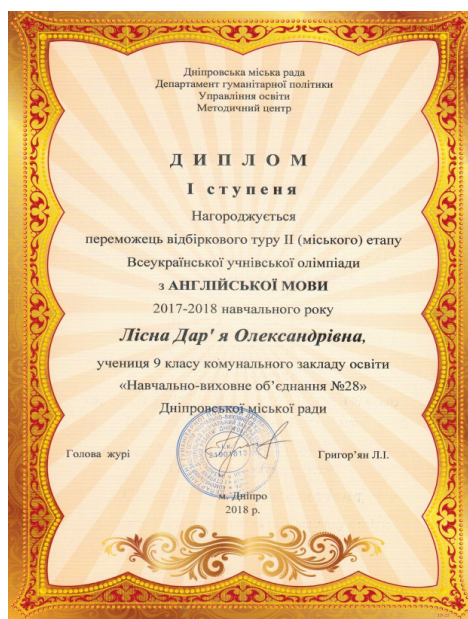 Дніпровська міська рада
Департамент гуманітарної політики
Управління освіти
Методичний центр
ДИПЛОМ
І ступеня
Нагороджується
переможець відбіркового туру ІІ (міського) етапу
Всеукраїнської учнівської олімпіади
з АНГЛІЙСЬКОЇ МОВИ
2017-2018 навчального року
Лісна Дар' я Олександрівна,
учениця 9 класу комунального закладу освіти
«Навчально-виховне об’єднання №28»
Дніпровської міської ради
Голова журі Григор’ян Л.І.
м. Дніпро
2018 р.